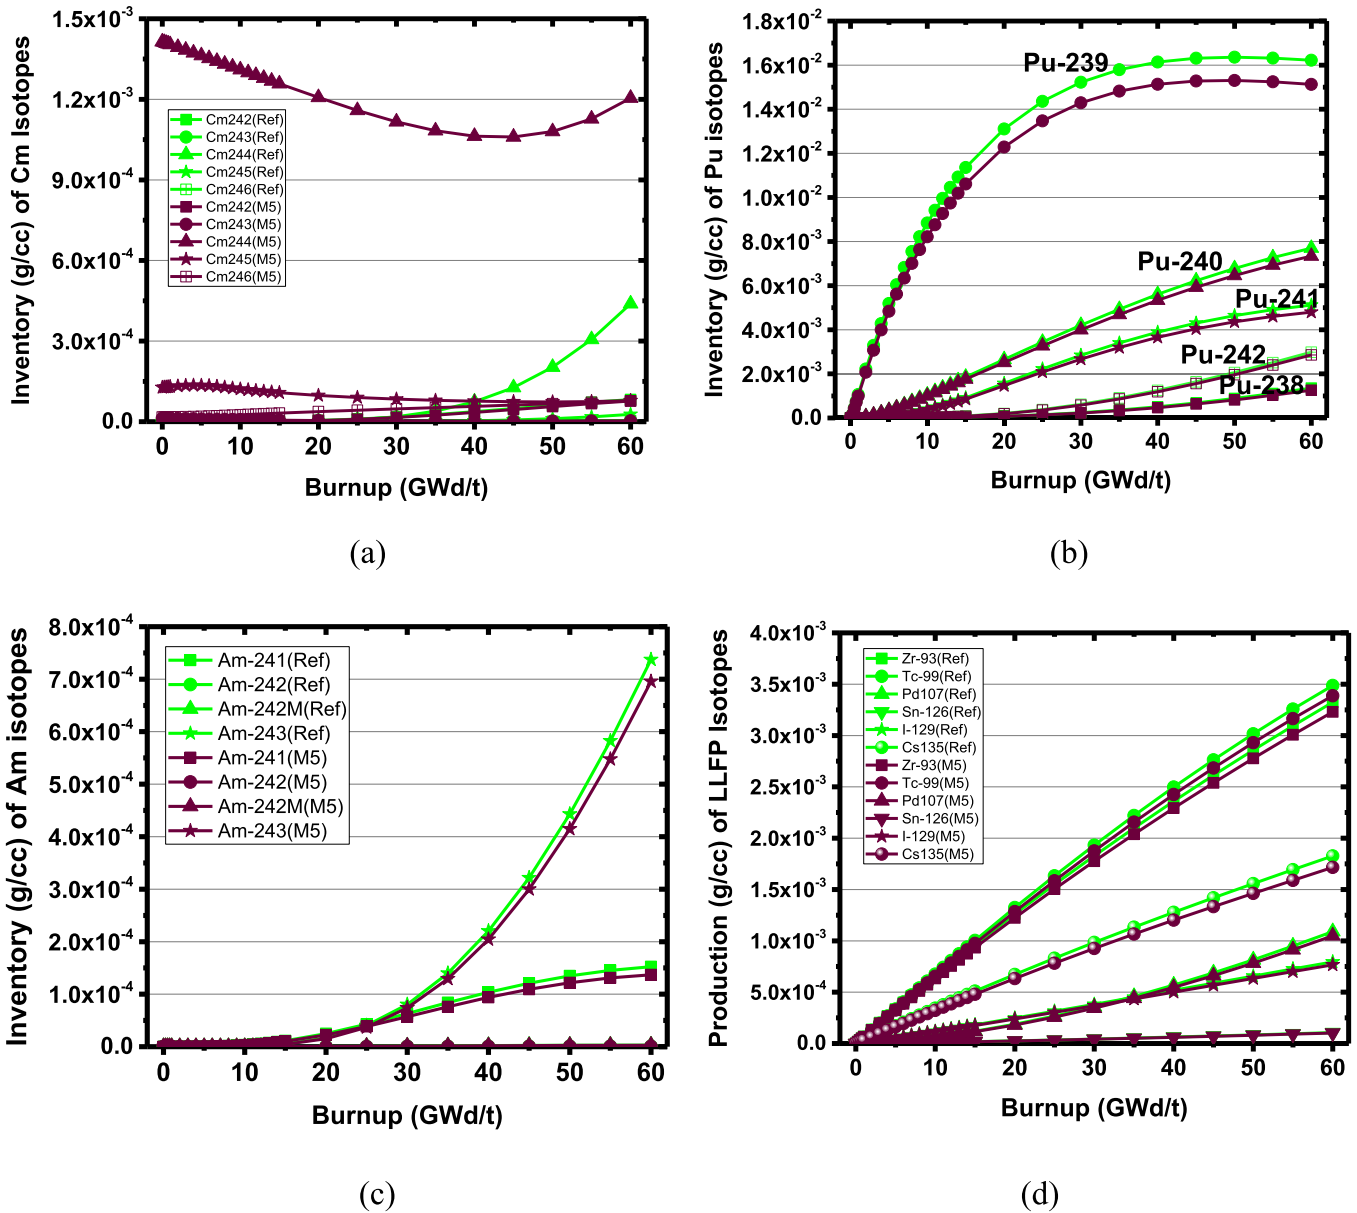 1.5x10-3
1.2x10-3
9.0x10-4
6.0x10-4
3.0x10-4
0.0
Inventory (g/cc) of Cm Isotopes
Cm242(Ref)
Cm243(Ref)
Cm244(Ref)
Cm245(Ref)
Cm246(Ref)
Cm242(M5)
Cm243(M5)
Cm244(M5)
Cm245(M5)
Cm246(M5)
0 10 20 30 40 50 60
Burnup (GWd/t)
(a)
1.8x10-2
1.6x10-2
1.4x10-2
1.2x10-2
1.0x10-2
8.0x10-3
6.0x10-3
4.0x10-3
2.0x10-3
0.0
Inventory (g/cc) of Pu isotopes
Pu-239
Pu-240
Pu-241
Pu-242
Pu-238
0 10 20 30 40 50 60
Burnup (GWd/t)
(b)
8.0x10-4
7.0x10-4
6.0x10-4
5.0x10-4
4.0x10-4
3.0x10-4
2.0x10-4
1.0x10-4
0.0
Inventory (g/cc) of Am isotopes
Am-241(Ref)
Am-242(Ref)
Am-242M(Ref)
Am-243(Ref)
Am-241(M5)
Am-242(M5)
Am-242M(M5)
Am-243(M5)
0 10 20 30 40 50 60
Burnup (GWd/t)
(c)
4.0x10-3
3.5x10-3
3.0x10-3
2.5x10-3
2.0x10-3
1.5x10-3
1.0x10-3
5.0x10-4
0.0
Production (g/cc) of LLFP Isotopes
Zr-93(Ref)
Tc-99(Ref)
Pd107(Ref)
Sn-126(Ref)
I-129(Ref)
Cs135(Ref)
Zr-93(M5)
Tc-99(M5)
Pd107(M5)
Sn-126(M5)
I-129(M5)
Cs135(M5)
0 10 20 30 40 50 60
Burnup (GWd/t)
(d)